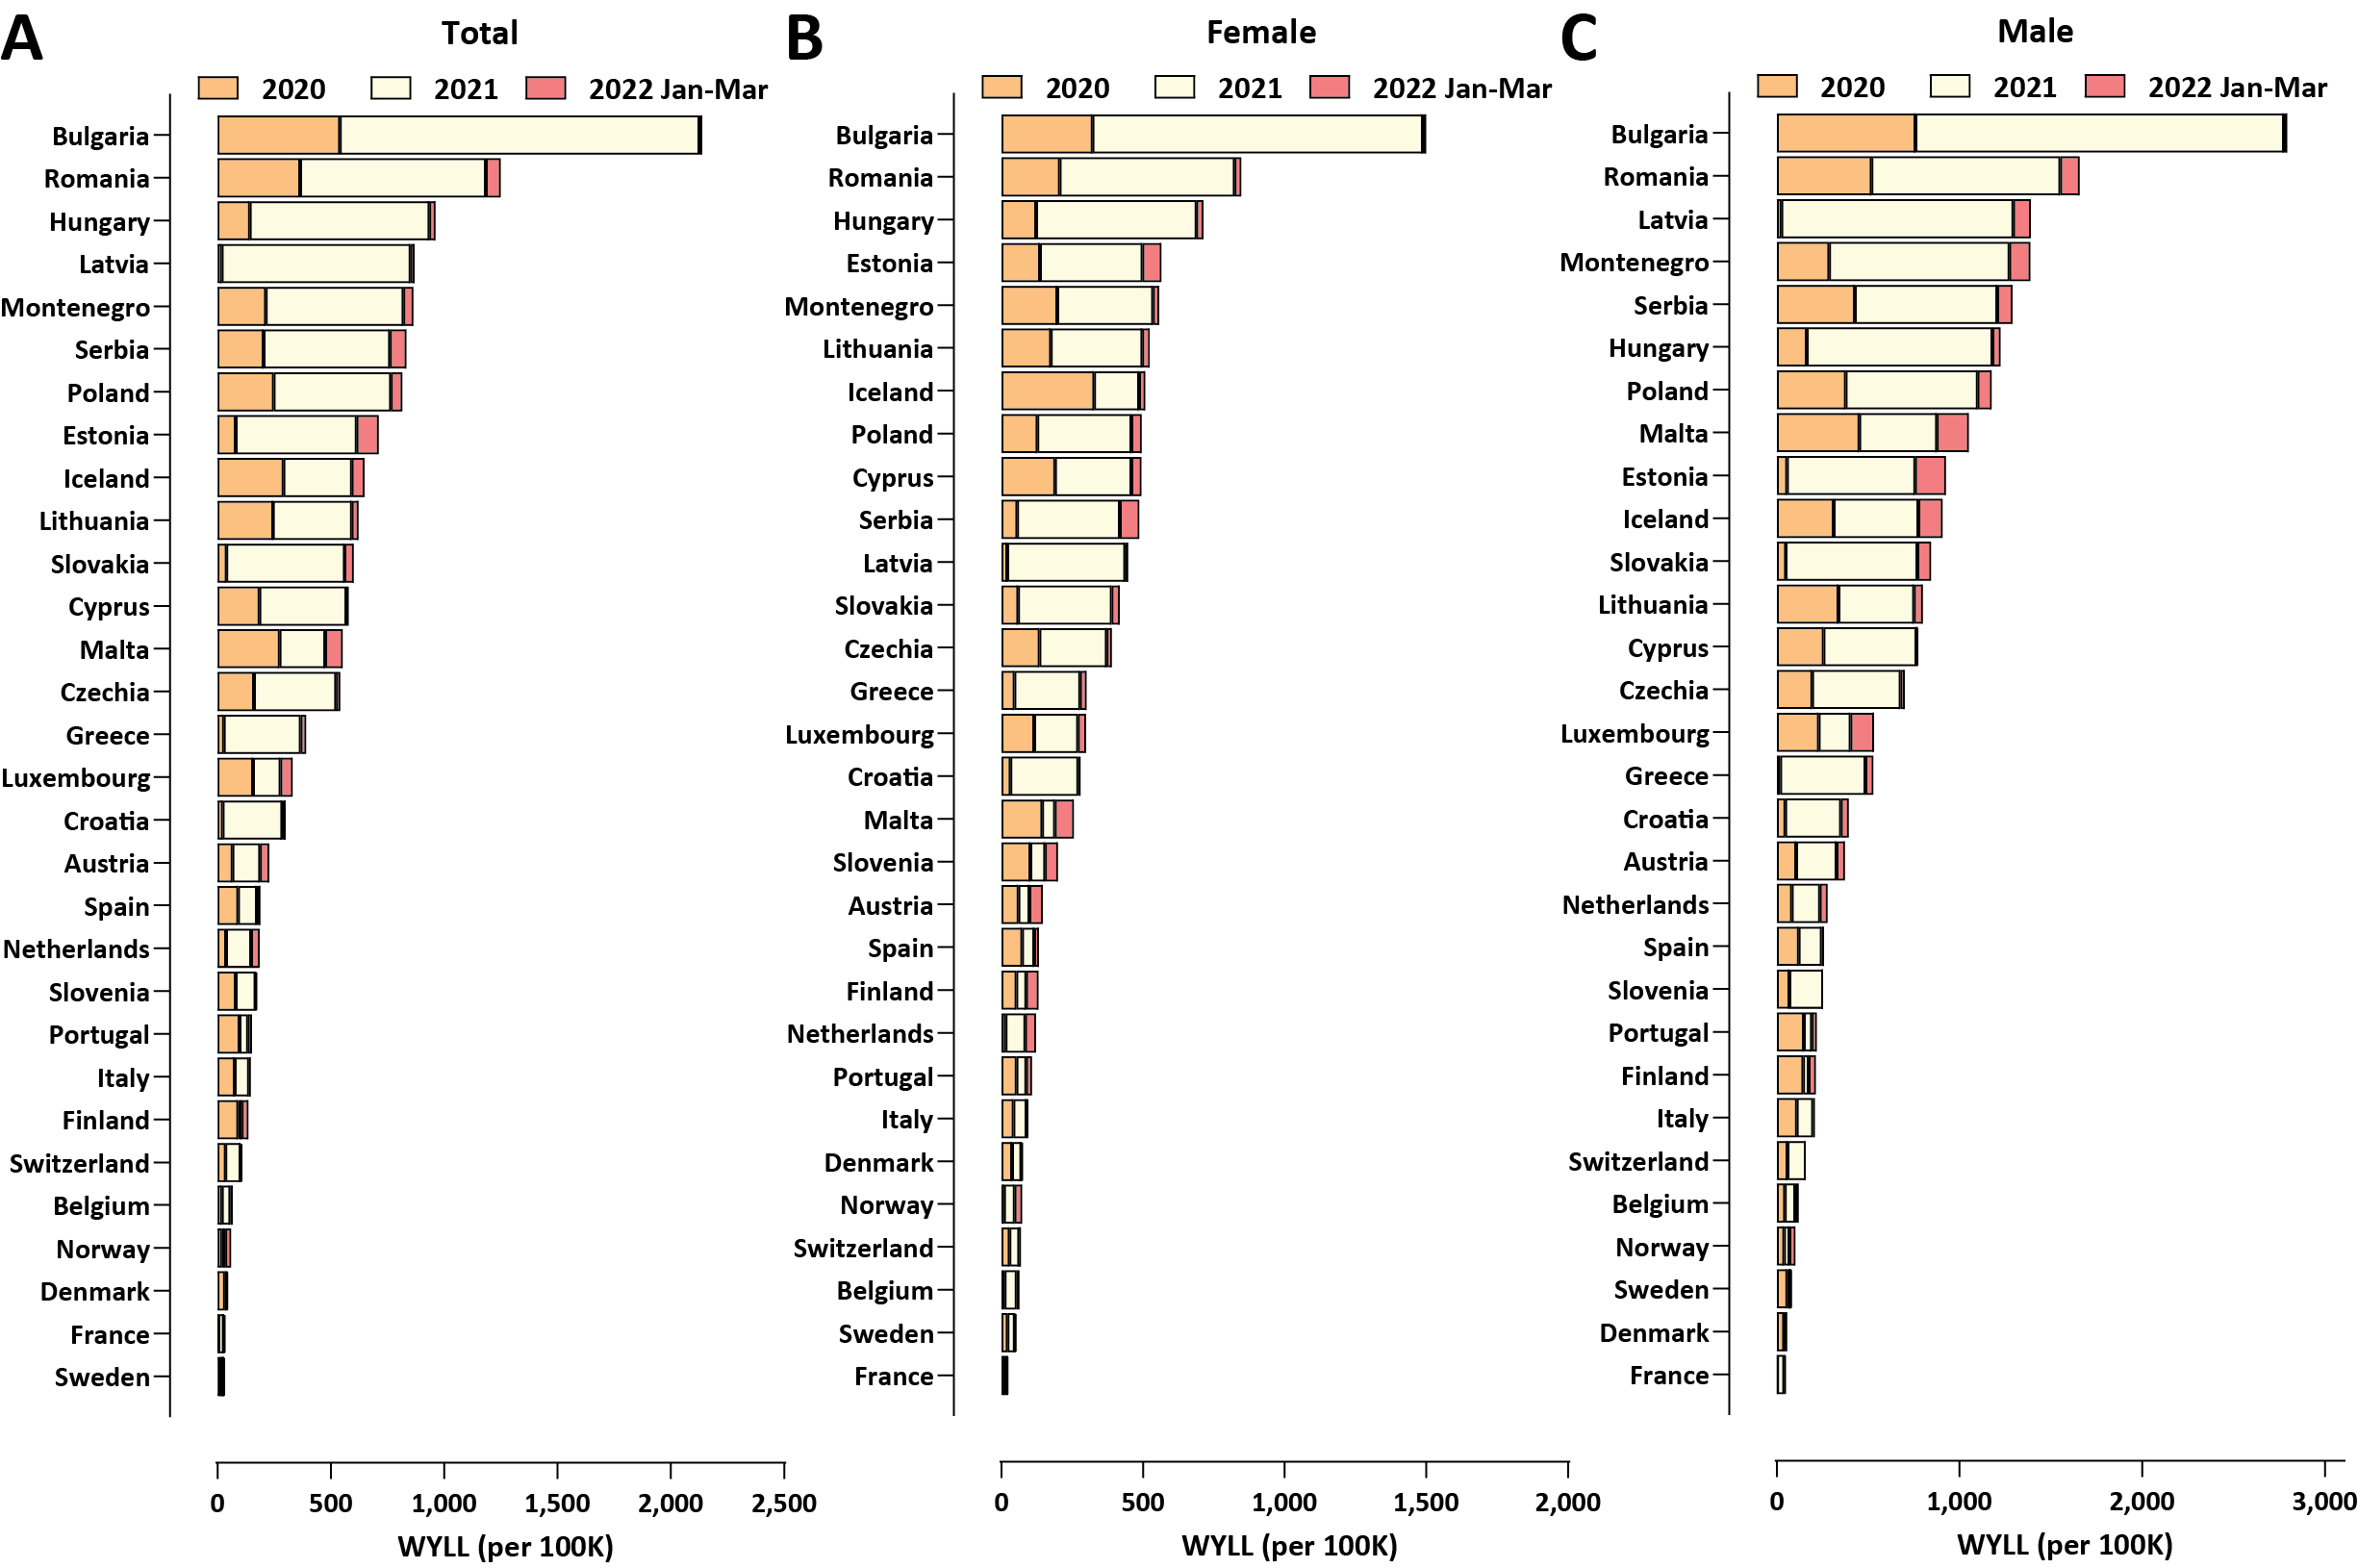 A
Total
2020 2021 2022 Jan-Mar
Bulgaria
Romania
Hungary
Latvia
Montenegro
Serbia
Poland
Estonia
Iceland
Lithuania
Slovakia
Cyprus
Malta
Czechia
Greece
Luxembourg
Croatia
Austria
Spain
Netherlands
Slovenia
Portugal
Italy
Finland
Switzerland
Belgium
Norway
Denmark
France
Sweden
0 500 1,000 1,500 2,000 2,500
WYLL (per 100K)
B
Female
2020 2021 2022 Jan-Mar
Bulgaria
Romania
Hungary
Estonia
Montenegro
Lithuania
Iceland
Poland
Cyprus
Serbia
Latvia
Slovakia
Czechia
Greece
Luxembourg
Croatia
Malta
Slovenia
Austria
Spain
Finland
Netherlands
Portugal
Italy
Denmark
Norway
Switzerland
Belgium
Sweden
France
0 500 1,000 1,500 2,000
WYLL (per 100K)
C
Male
2020 2021 2022 Jan-Mar
Bulgaria
Romania
Latvia
Montenegro
Serbia
Hungary
Poland
Malta
Estonia
Iceland
Slovakia
Lithuania
Cyprus
Czechia
Luxembourg
Greece
Croatia
Austria
Netherlands
Spain
Slovenia
Portugal
Finland
Italy
Switzerland
Belgium
Norway
Sweden
Denmark
France
0 1,000 2,000 3,000
WYLL (per 100K)